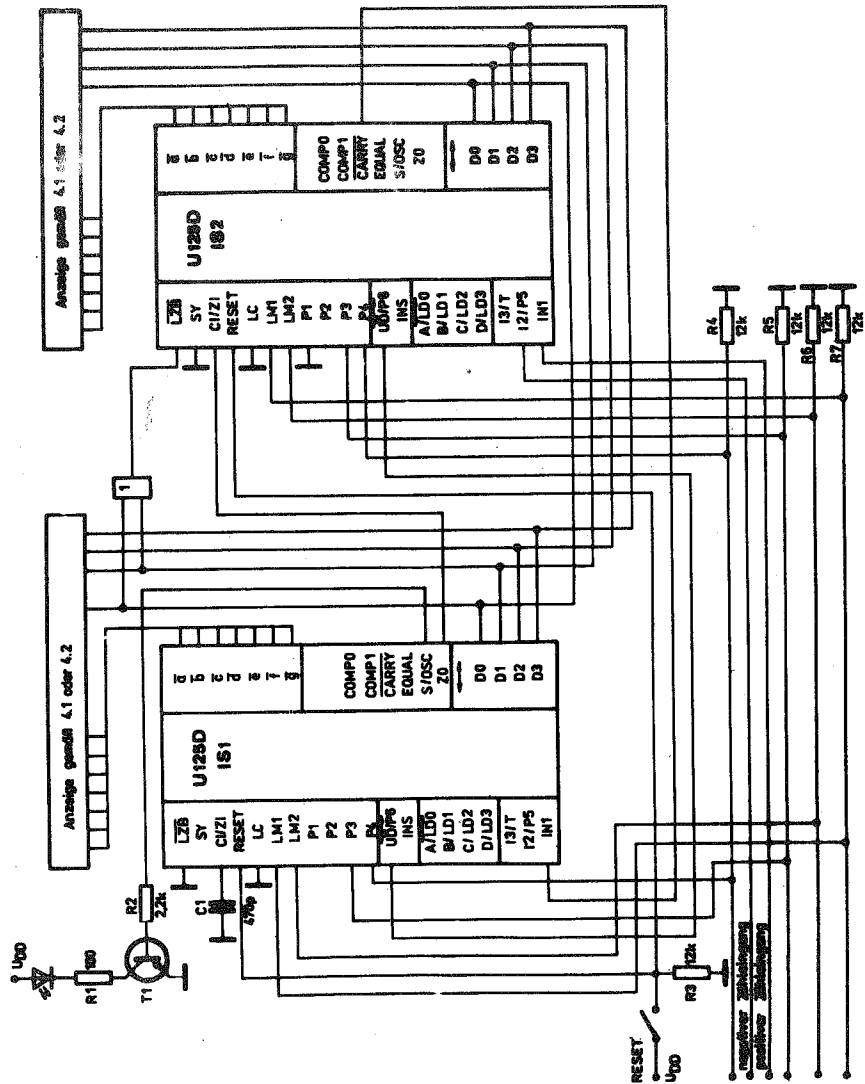 Anzeige gemäß 4.1 oder 4.2
Anzeige gemäß 4.1 oder 4.2
UDD
R1
100
T1
R2
2,2k
C1
470p
U125D
IS1
LZB
SY
CI/ZI
RESET
LC
LM1
LM2
P1
P2
P3
P4
UD/P6
INS
A/LD0
B/LD1
C/LD2
D/LD3
I3/T
I2/P5
IN1
a
b
c
d
e
f
g
COMP0
COMP1
CARRY
EQUAL
S/OSC
Z0
D0
D1
D2
D3
1
U125D
IS2
LZB
SY
CI/ZI
RESET
LC
LM1
LM2
P1
P2
P3
P4
UD/P6
INS
A/LD0
B/LD1
C/LD2
D/LD3
I3/T
I2/P5
IN1
a
b
c
d
e
f
g
COMP0
COMP1
CARRY
EQUAL
S/OSC
Z0
D0
D1
D2
D3
RESET
UDD
R3
12k
negativer Zähleingang
positiver Zähleingang
R4
12k
R5
12k
R6
12k
R7
12k